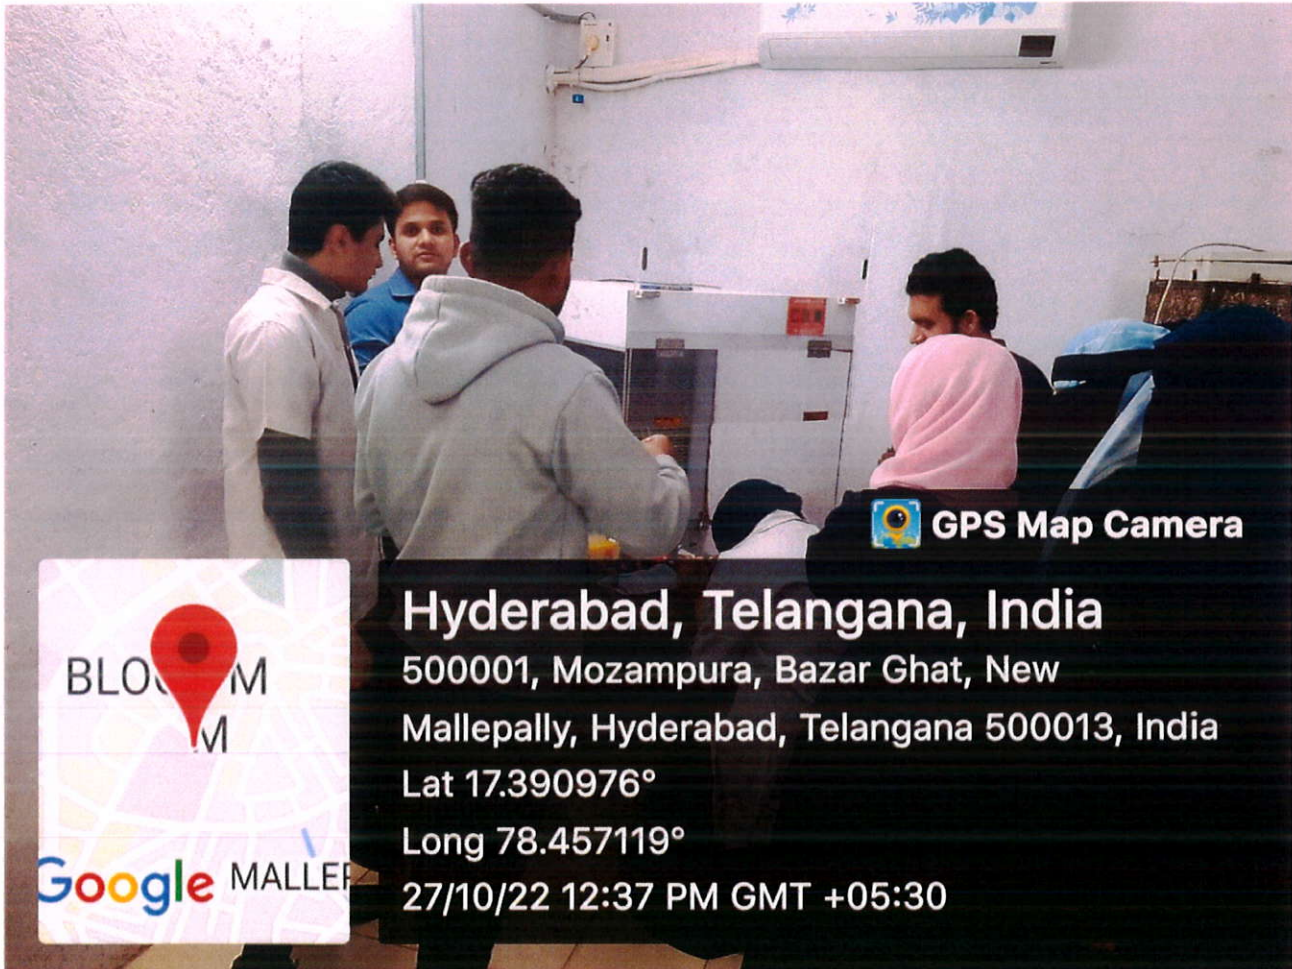 GPS Map Camera
Hyderabad, Telangana, India
500001, Mozampura, Bazar Ghat, New
Mallepally, Hyderabad, Telangana 500013, India
Lat 17.390976°
Long 78.457119°
27/10/22 12:37 PM GMT +05:30
Google